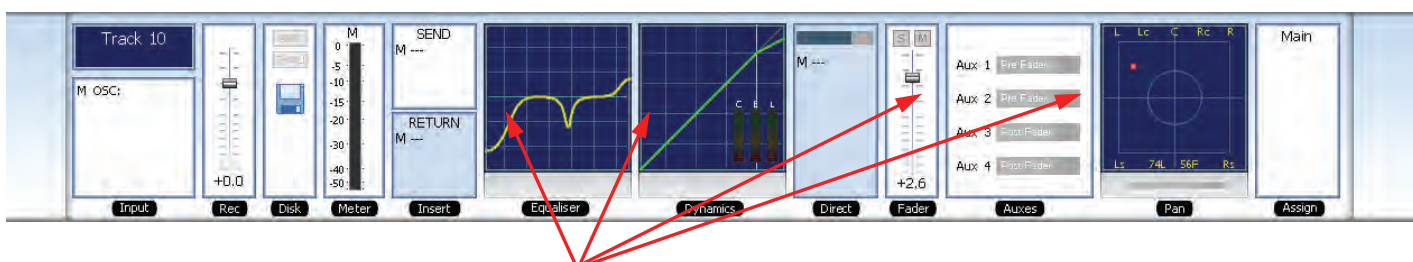 Track 10
M OSC:
Input
+0.0
Rec
Disk
M
0
-5
-10
-15
-20
-30
-40
-50
Meter
SEND
M ---
RETURN
M ---
Insert
Equaliser
C E L
Dynamics
M ---
Direct
S M
+2.6
Fader
Aux 1 Pre Fader
Aux 2 Pre Fader
Aux 3 Post Fader
Aux 4 Post Fader
Auxes
L Lc C Rc R
Ls 74L 56F Rs
Pan
Main
Assign